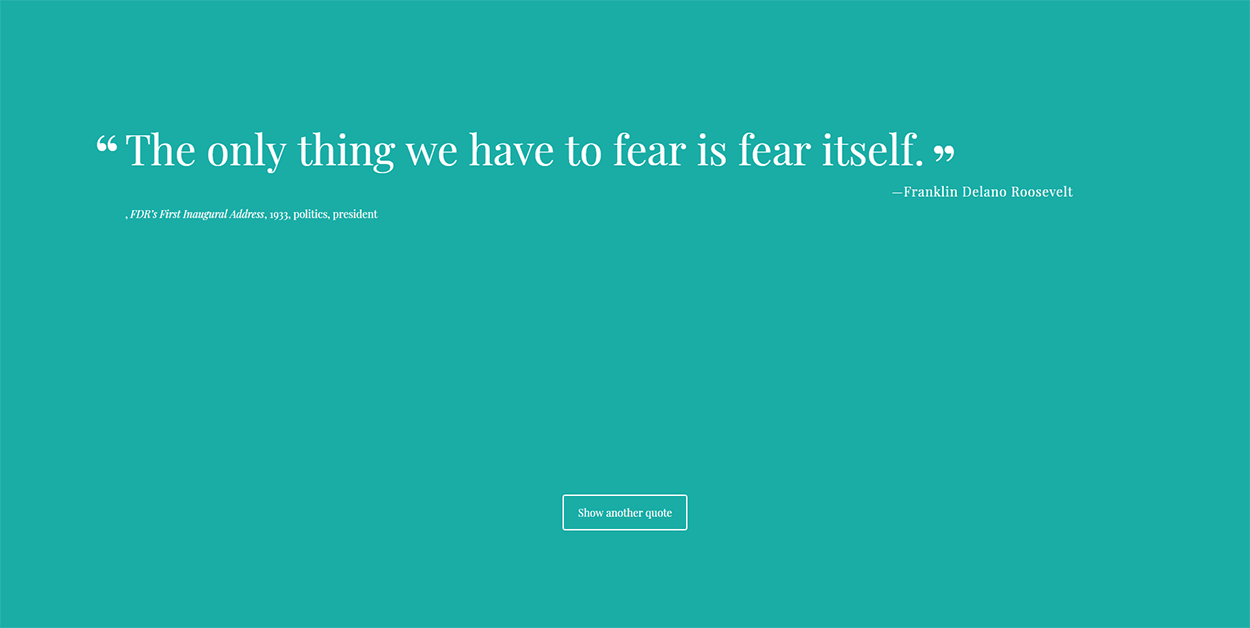 “ The only thing we have to fear is fear itself. ”
—Franklin Delano Roosevelt
, FDR’s First Inaugural Address, 1933, politics, president
Show another quote